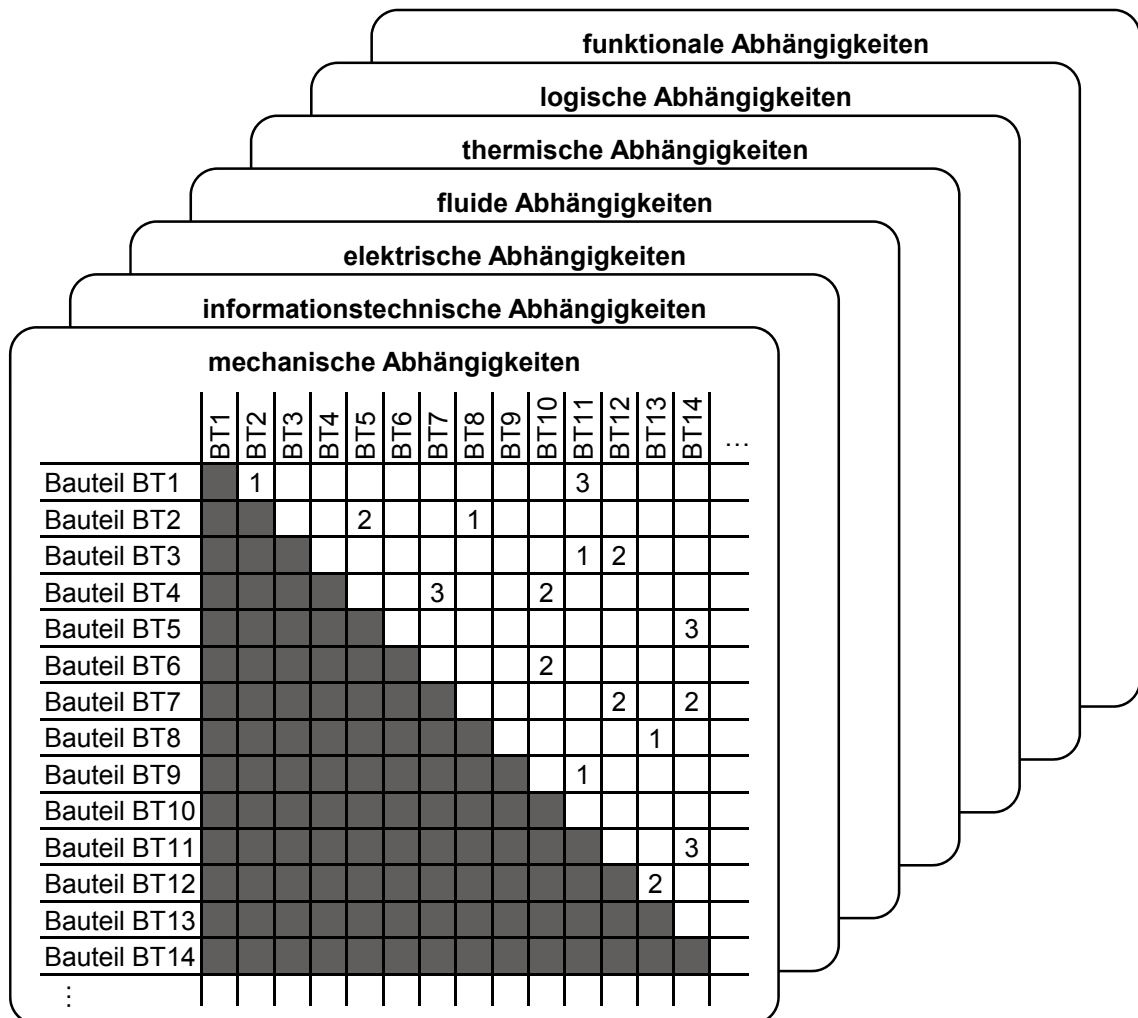 funktionale Abhängigkeiten
logische Abhängigkeiten
thermische Abhängigkeiten
fluide Abhängigkeiten
elektrische Abhängigkeiten
informationstechnische Abhängigkeiten
mechanische Abhängigkeiten
BT1 BT2 BT3 BT4 BT5 BT6 BT7 BT8 BT9 BT10 BT11 BT12 BT13 BT14 ...
Bauteil BT1 1 3
Bauteil BT2 2 1
Bauteil BT3 1 2
Bauteil BT4 3 2
Bauteil BT5 3
Bauteil BT6 2
Bauteil BT7 2 2
Bauteil BT8 1
Bauteil BT9 1
Bauteil BT10
Bauteil BT11 3
Bauteil BT12 2
Bauteil BT13
Bauteil BT14
⋮